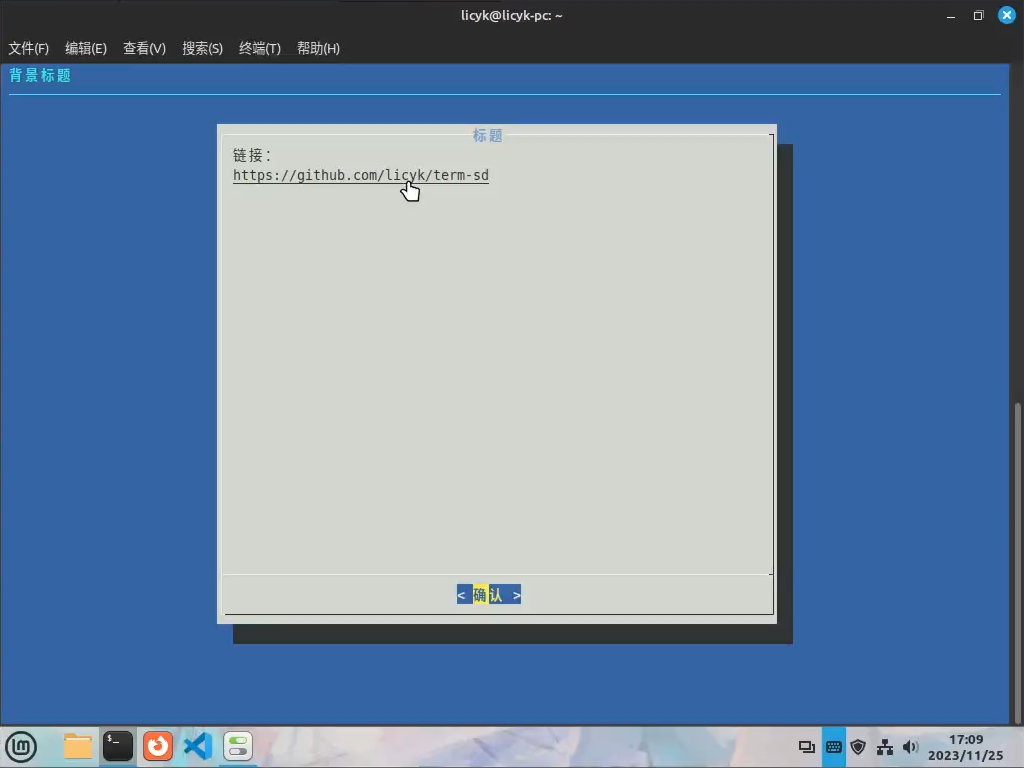 licyk@licyk-pc: ~
文件(F) 编辑(E) 查看(V) 搜索(S) 终端(T) 帮助(H)
背景标题
标题
链接：
https://github.com/licyk/term-sd
< 确认 >
17:09
2023/11/25